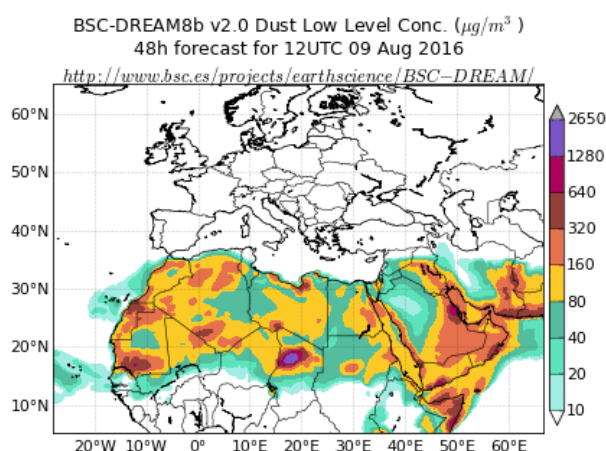 BSC-DREAM8b v2.0 Dust Low Level Conc. (μg/m³ )
48h forecast for 12UTC 09 Aug 2016
http://www.bsc.es/projects/earthscience/BSC−DREAM/
60°N
50°N
40°N
30°N
20°N
10°N
20°W 10°W 0° 10°E 20°E 30°E 40°E 50°E 60°E
2650
1280
640
320
160
80
40
20
10